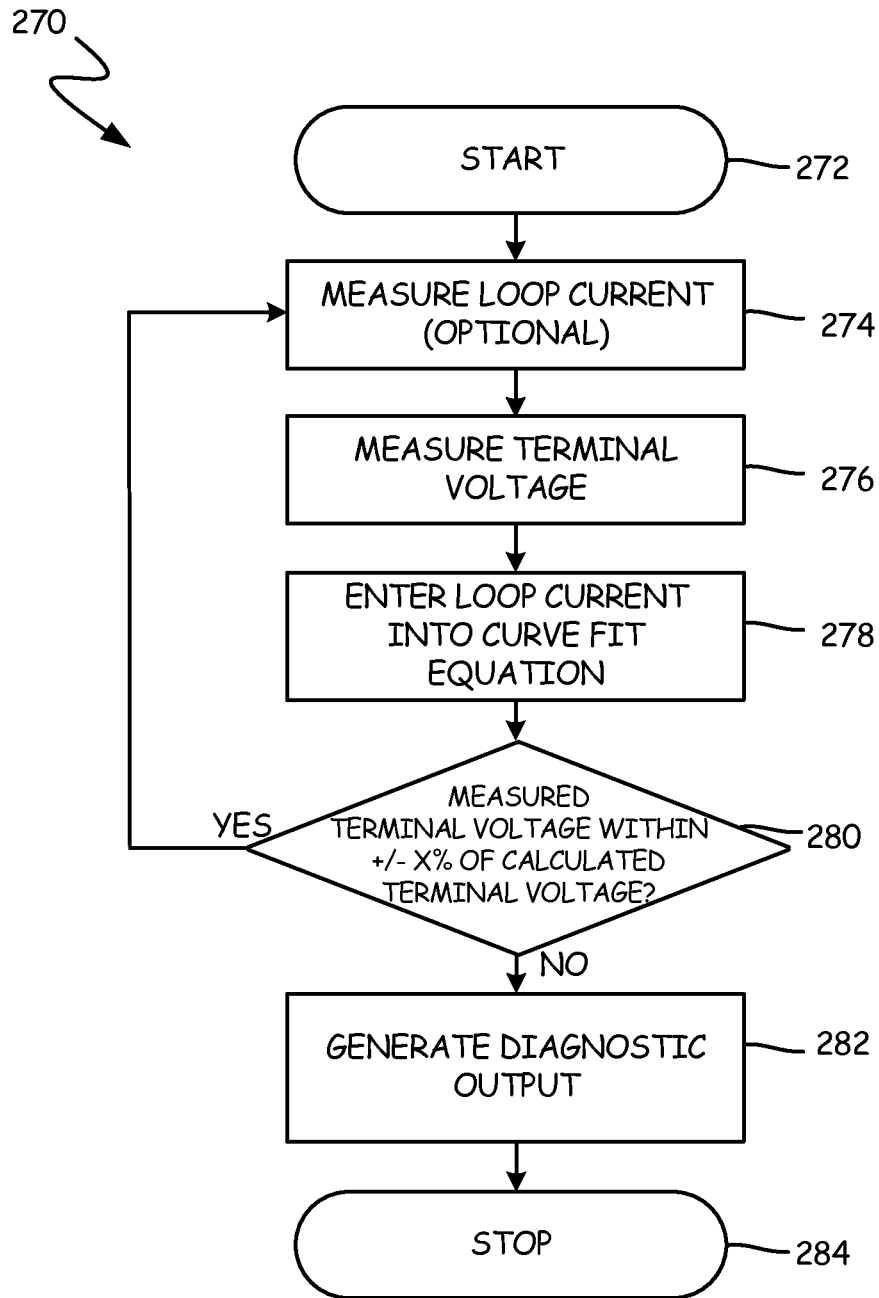 270
START
272
MEASURE LOOP CURRENT
(OPTIONAL)
274
MEASURE TERMINAL
VOLTAGE
276
ENTER LOOP CURRENT
INTO CURVE FIT
EQUATION
278
MEASURED
TERMINAL VOLTAGE WITHIN
+/- X% OF CALCULATED
TERMINAL VOLTAGE?
280
YES
NO
GENERATE DIAGNOSTIC
OUTPUT
282
STOP
284